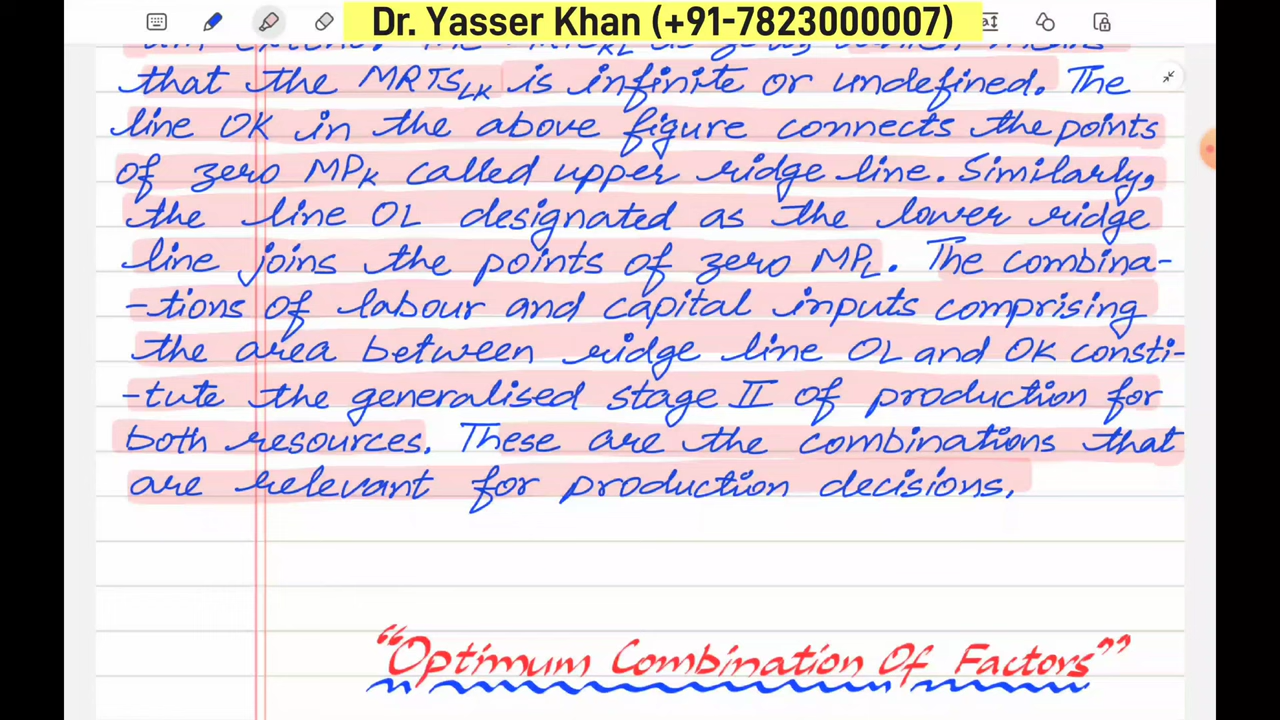 Dr. Yasser Khan (+91-7823000007)
that the MRTS_LK is infinite or undefined. The
line OK in the above figure connects the points
of zero MP_K called upper ridge line. Similarly,
the line OL designated as the lower ridge
line joins the points of zero MP_L. The combina-
-tions of labour and capital inputs comprising
the area between ridge line OL and OK consti-
-tute the generalised stage II of production for
both resources. These are the combinations that
are relevant for production decisions.
"Optimum Combination Of Factors"